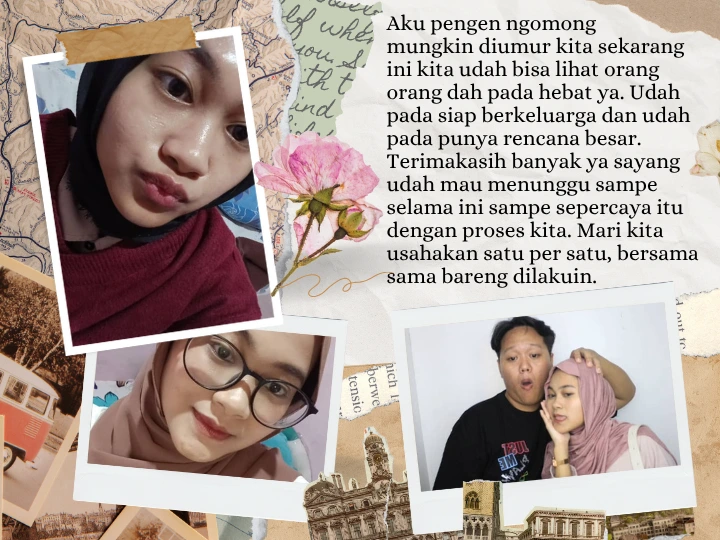 Aku pengen ngomong
mungkin diumur kita sekarang
ini kita udah bisa lihat orang
orang dah pada hebat ya. Udah
pada siap berkeluarga dan udah
pada punya rencana besar.
Terimakasih banyak ya sayang
udah mau menunggu sampe
selama ini sampe sepercaya itu
dengan proses kita. Mari kita
usahakan satu per satu, bersama
sama bareng dilakuin.